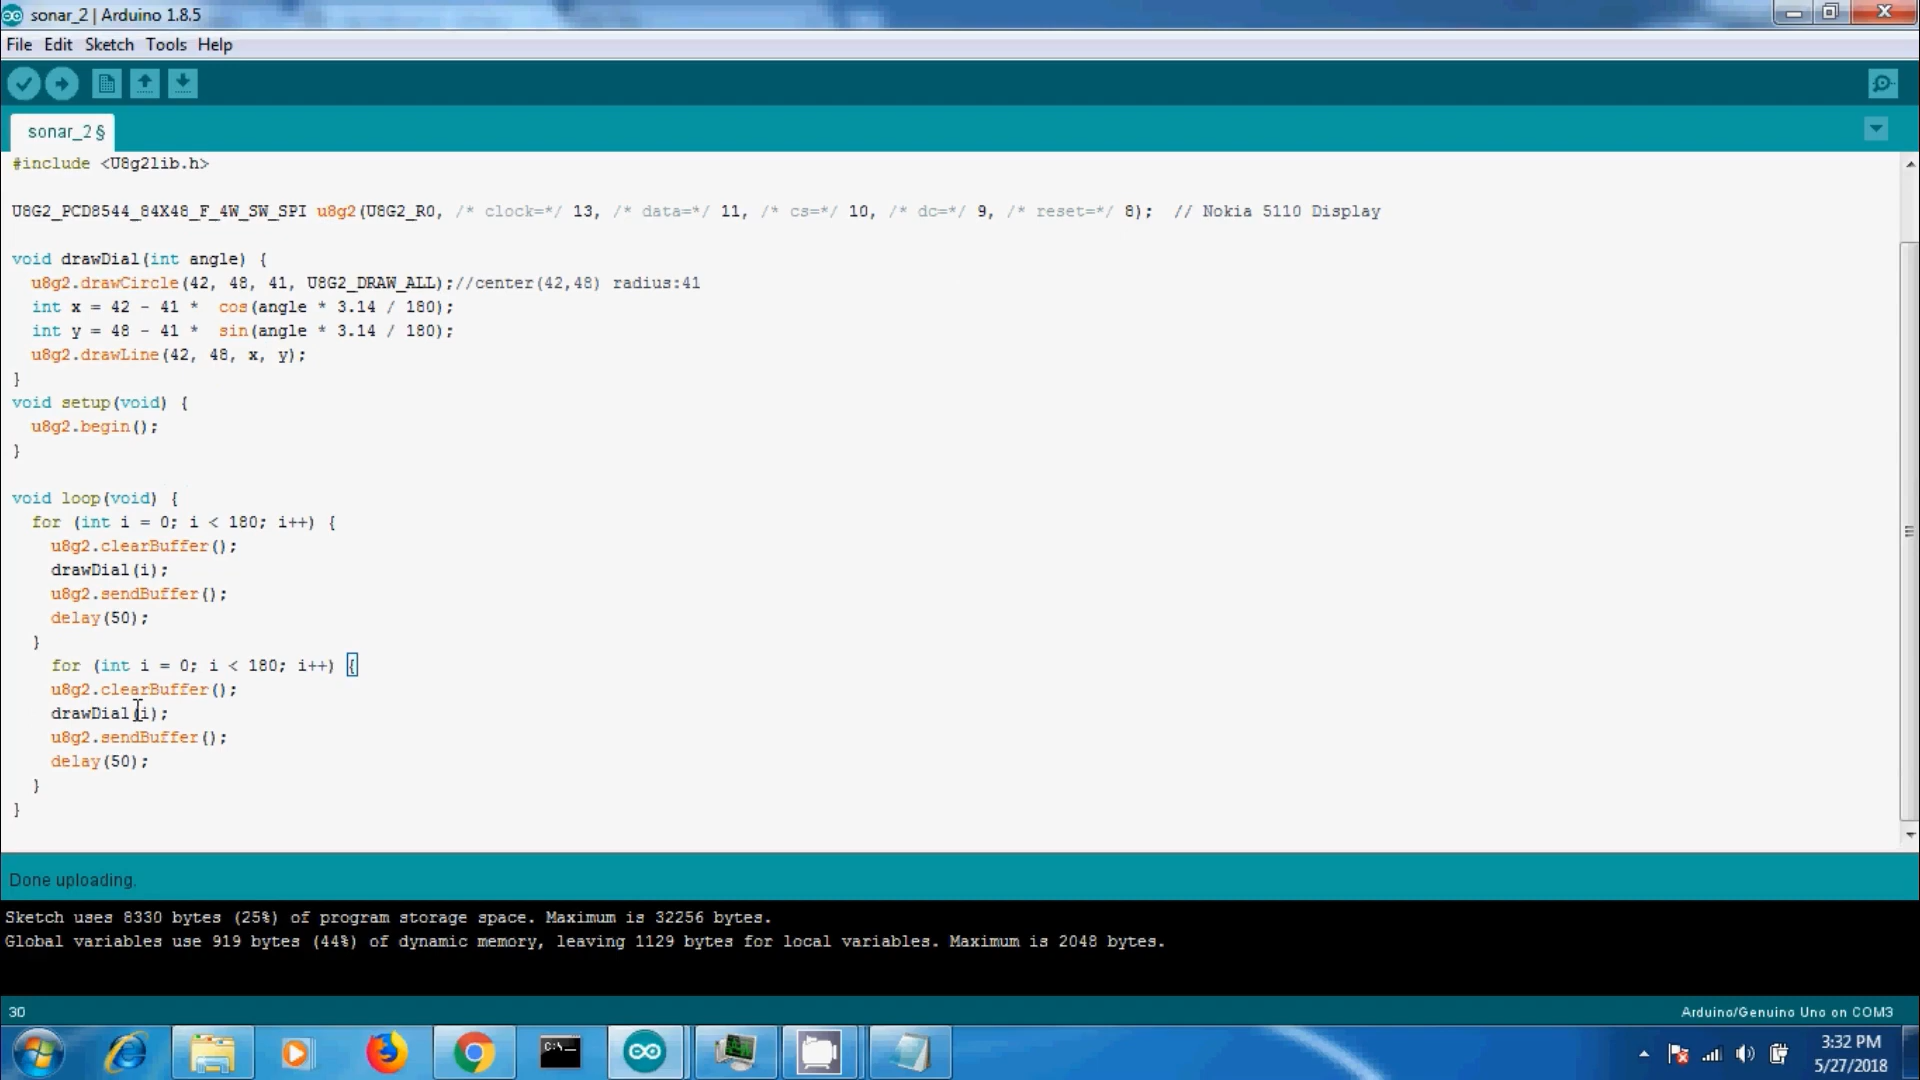 sonar_2 | Arduino 1.8.5
File Edit Sketch Tools Help
sonar_2 §
#include <U8g2lib.h>
U8G2_PCD8544_84X48_F_4W_SW_SPI u8g2(U8G2_R0, /* clock=*/ 13, /* data=*/ 11, /* cs=*/ 10, /* dc=*/ 9, /* reset=*/ 8);  // Nokia 5110 Display
void drawDial(int angle) {
  u8g2.drawCircle(42, 48, 41, U8G2_DRAW_ALL);//center(42,48) radius:41
  int x = 42 - 41 *  cos(angle * 3.14 / 180);
  int y = 48 - 41 *  sin(angle * 3.14 / 180);
  u8g2.drawLine(42, 48, x, y);
}
void setup(void) {
  u8g2.begin();
}
void loop(void) {
  for (int i = 0; i < 180; i++) {
    u8g2.clearBuffer();
    drawDial(i);
    u8g2.sendBuffer();
    delay(50);
  }
    for (int i = 0; i < 180; i++) {
    u8g2.clearBuffer();
    drawDial(i);
    u8g2.sendBuffer();
    delay(50);
  }
}
Done uploading.
Sketch uses 8330 bytes (25%) of program storage space. Maximum is 32256 bytes.
Global variables use 919 bytes (44%) of dynamic memory, leaving 1129 bytes for local variables. Maximum is 2048 bytes.
30
Arduino/Genuino Uno on COM3
C:\_
3:32 PM
5/27/2018